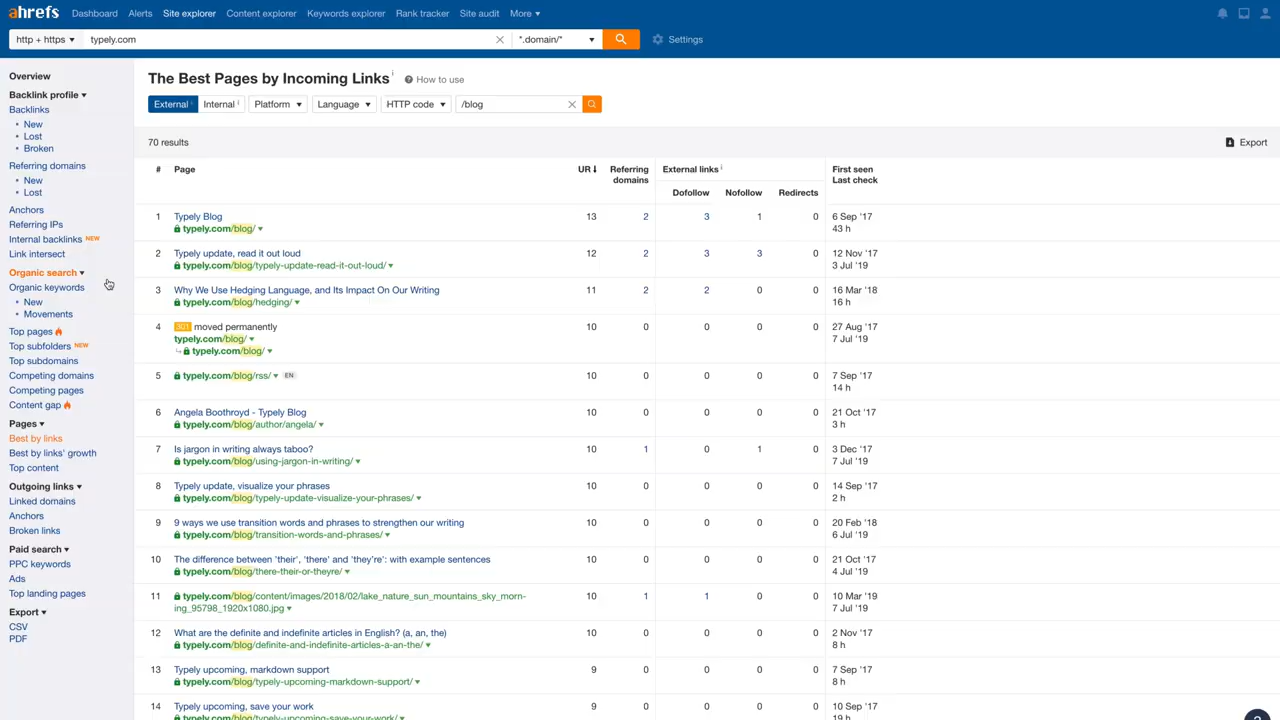 ahrefs Dashboard Alerts Site explorer Content explorer Keywords explorer Rank tracker Site audit More
http + https typely.com *.domain/* Settings
Overview
Backlink profile
Backlinks
• New
• Lost
• Broken
Referring domains
• New
• Lost
Anchors
Referring IPs
Internal backlinks NEW
Link intersect
Organic search
Organic keywords
• New
• Movements
Top pages
Top subfolders NEW
Top subdomains
Competing domains
Competing pages
Content gap
Pages
Best by links
Best by links' growth
Top content
Outgoing links
Linked domains
Anchors
Broken links
Paid search
PPC keywords
Ads
Top landing pages
Export
CSV
PDF
The Best Pages by Incoming Links i How to use
External i Internal i Platform Language HTTP code /blog
70 results Export
# Page UR Referring domains External links i First seen
Dofollow Nofollow Redirects Last check
1 Typely Blog 13 2 3 1 0 6 Sep '17
typely.com/blog/ 43 h
2 Typely update, read it out loud 12 2 3 3 0 12 Nov '17
typely.com/blog/typely-update-read-it-out-loud/ 3 Jul '19
3 Why We Use Hedging Language, and Its Impact On Our Writing 11 2 2 0 0 16 Mar '18
typely.com/blog/hedging/ 16 h
4 301 moved permanently 10 0 0 0 0 27 Aug '17
typely.com/blog/ 7 Jul '19
typely.com/blog/
5 typely.com/blog/rss/ EN 10 0 0 0 0 7 Sep '17
14 h
6 Angela Boothroyd - Typely Blog 10 0 0 0 0 21 Oct '17
typely.com/blog/author/angela/ 3 h
7 Is jargon in writing always taboo? 10 1 0 1 0 3 Dec '17
typely.com/blog/using-jargon-in-writing/ 7 Jul '19
8 Typely update, visualize your phrases 10 0 0 0 0 14 Sep '17
typely.com/blog/typely-update-visualize-your-phrases/ 2 h
9 9 ways we use transition words and phrases to strengthen our writing 10 0 0 0 0 20 Feb '18
typely.com/blog/transition-words-and-phrases/ 6 Jul '19
10 The difference between 'their', 'there' and 'they're': with example sentences 10 0 0 0 0 21 Oct '17
typely.com/blog/there-their-or-theyre/ 4 Jul '19
11 typely.com/blog/content/images/2018/02/lake_nature_sun_mountains_sky_morn- 10 1 1 0 0 10 Mar '19
ing_95798_1920x1080.jpg 7 Jul '19
12 What are the definite and indefinite articles in English? (a, an, the) 10 0 0 0 0 2 Nov '17
typely.com/blog/definite-and-indefinite-articles-a-an-the/ 8 h
13 Typely upcoming, markdown support 9 0 0 0 0 7 Sep '17
typely.com/blog/typely-upcoming-markdown-support/ 8 h
14 Typely upcoming, save your work 9 0 0 0 0 10 Sep '17
typely.com/blog/typely-upcoming-save-your-work/ 19 h